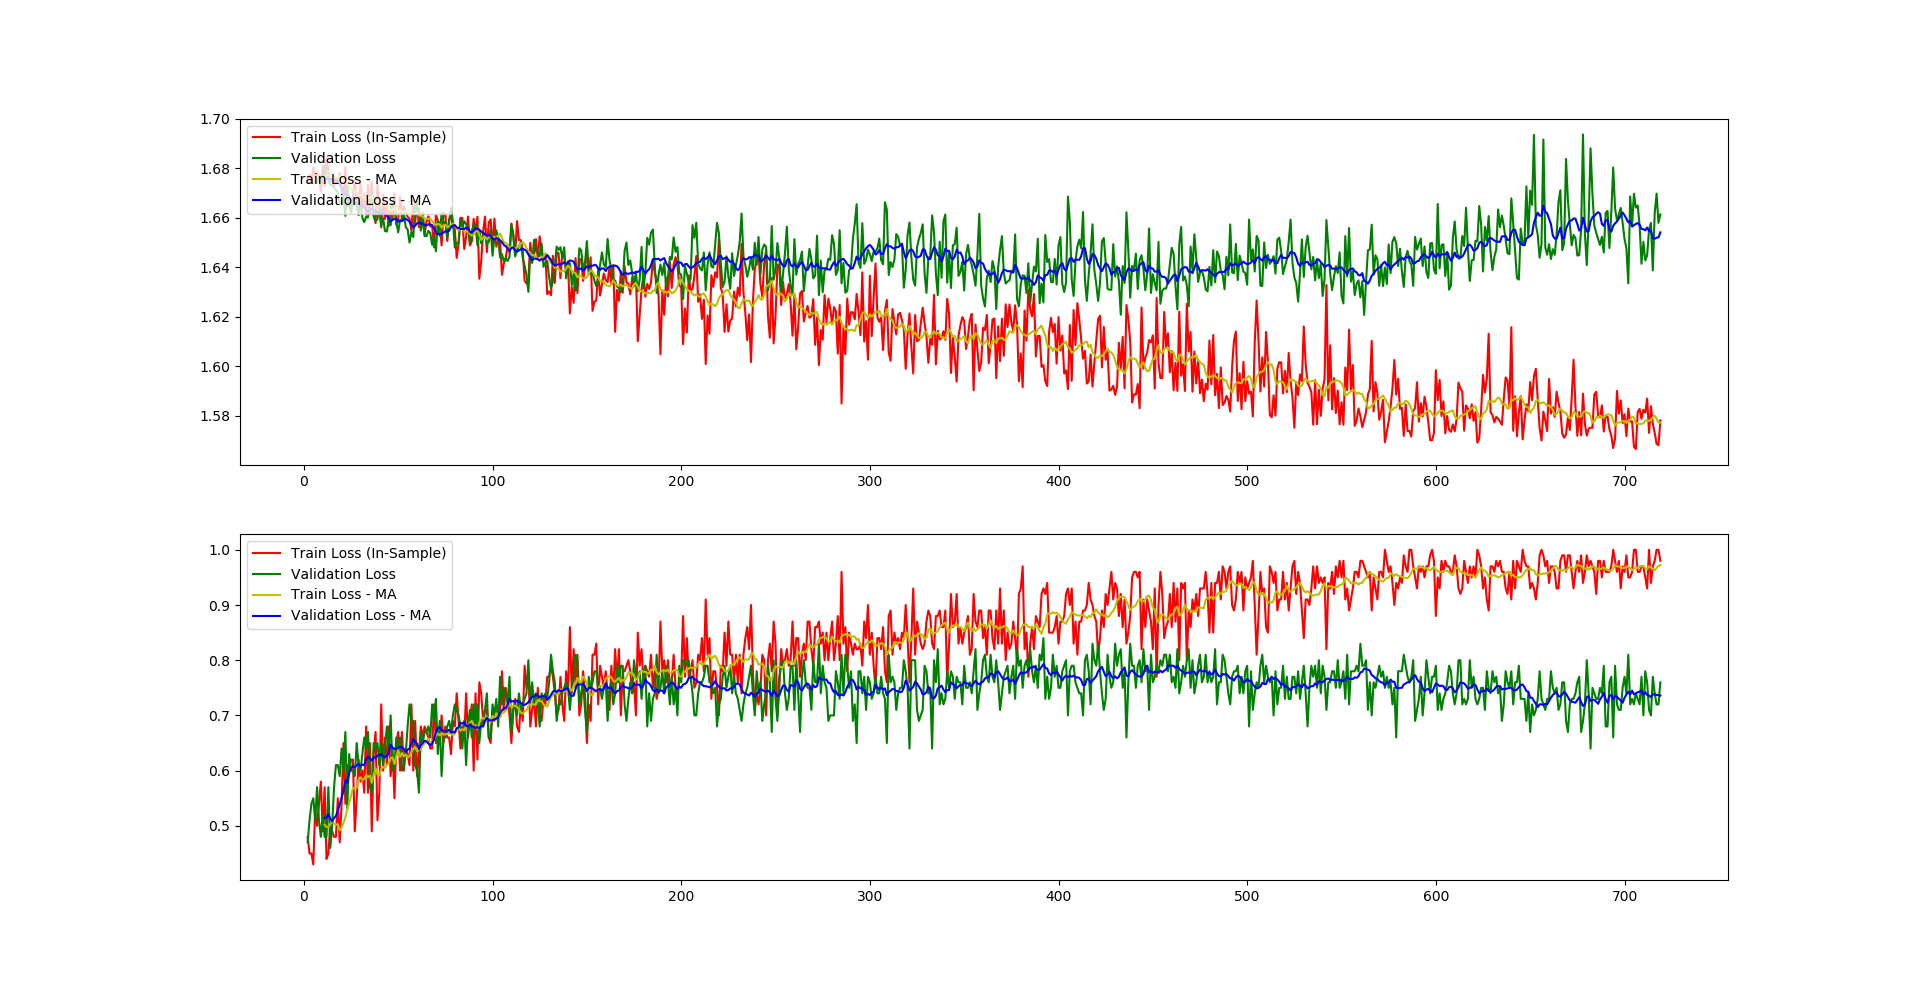 1.70
1.68
1.66
1.64
1.62
1.60
1.58
Train Loss (In-Sample)
Validation Loss
Train Loss - MA
Validation Loss - MA
0 100 200 300 400 500 600 700
1.0
0.9
0.8
0.7
0.6
0.5
Train Loss (In-Sample)
Validation Loss
Train Loss - MA
Validation Loss - MA
0 100 200 300 400 500 600 700